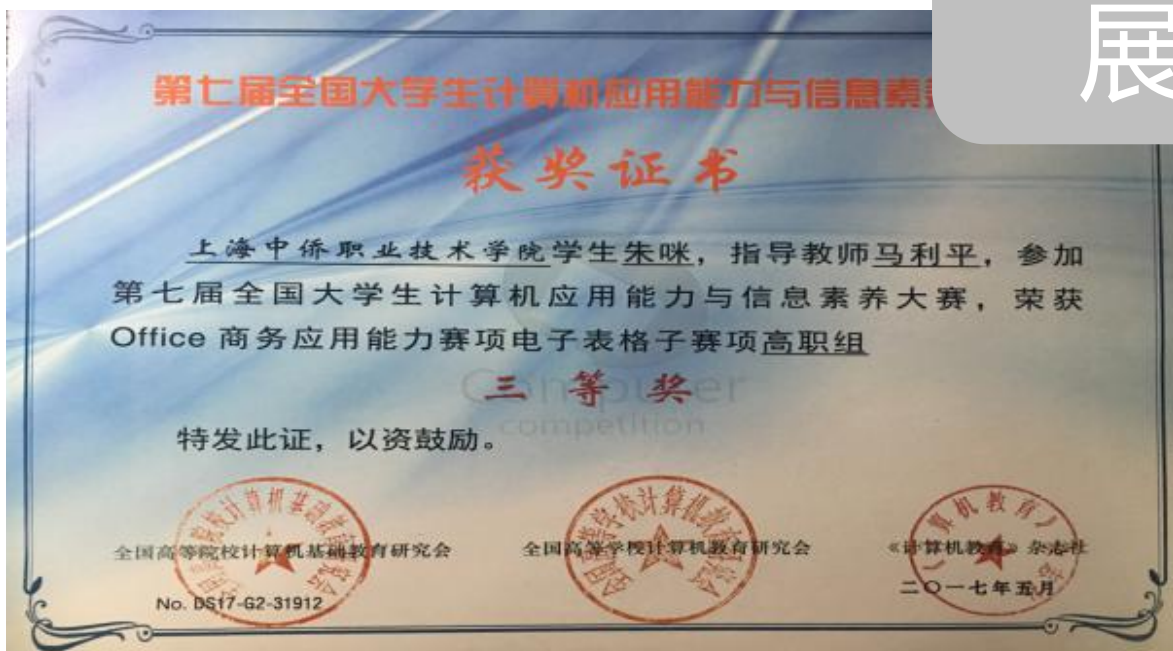 展
第七届全国大学生计算机应用能力与信息素
获奖证书
上海中侨职业技术学院学生朱咪，指导教师马利平，参加
第七届全国大学生计算机应用能力与信息素养大赛，荣获
Office 商务应用能力赛项电子表格子赛项高职组
Computer
三等奖
competition
特发此证，以资鼓励。
全国高等院校计算机基础教育研究会
全国高等学校计算机教育研究会
《计算机教育》杂志社
二〇一七年五月
No. DS17-G2-31912